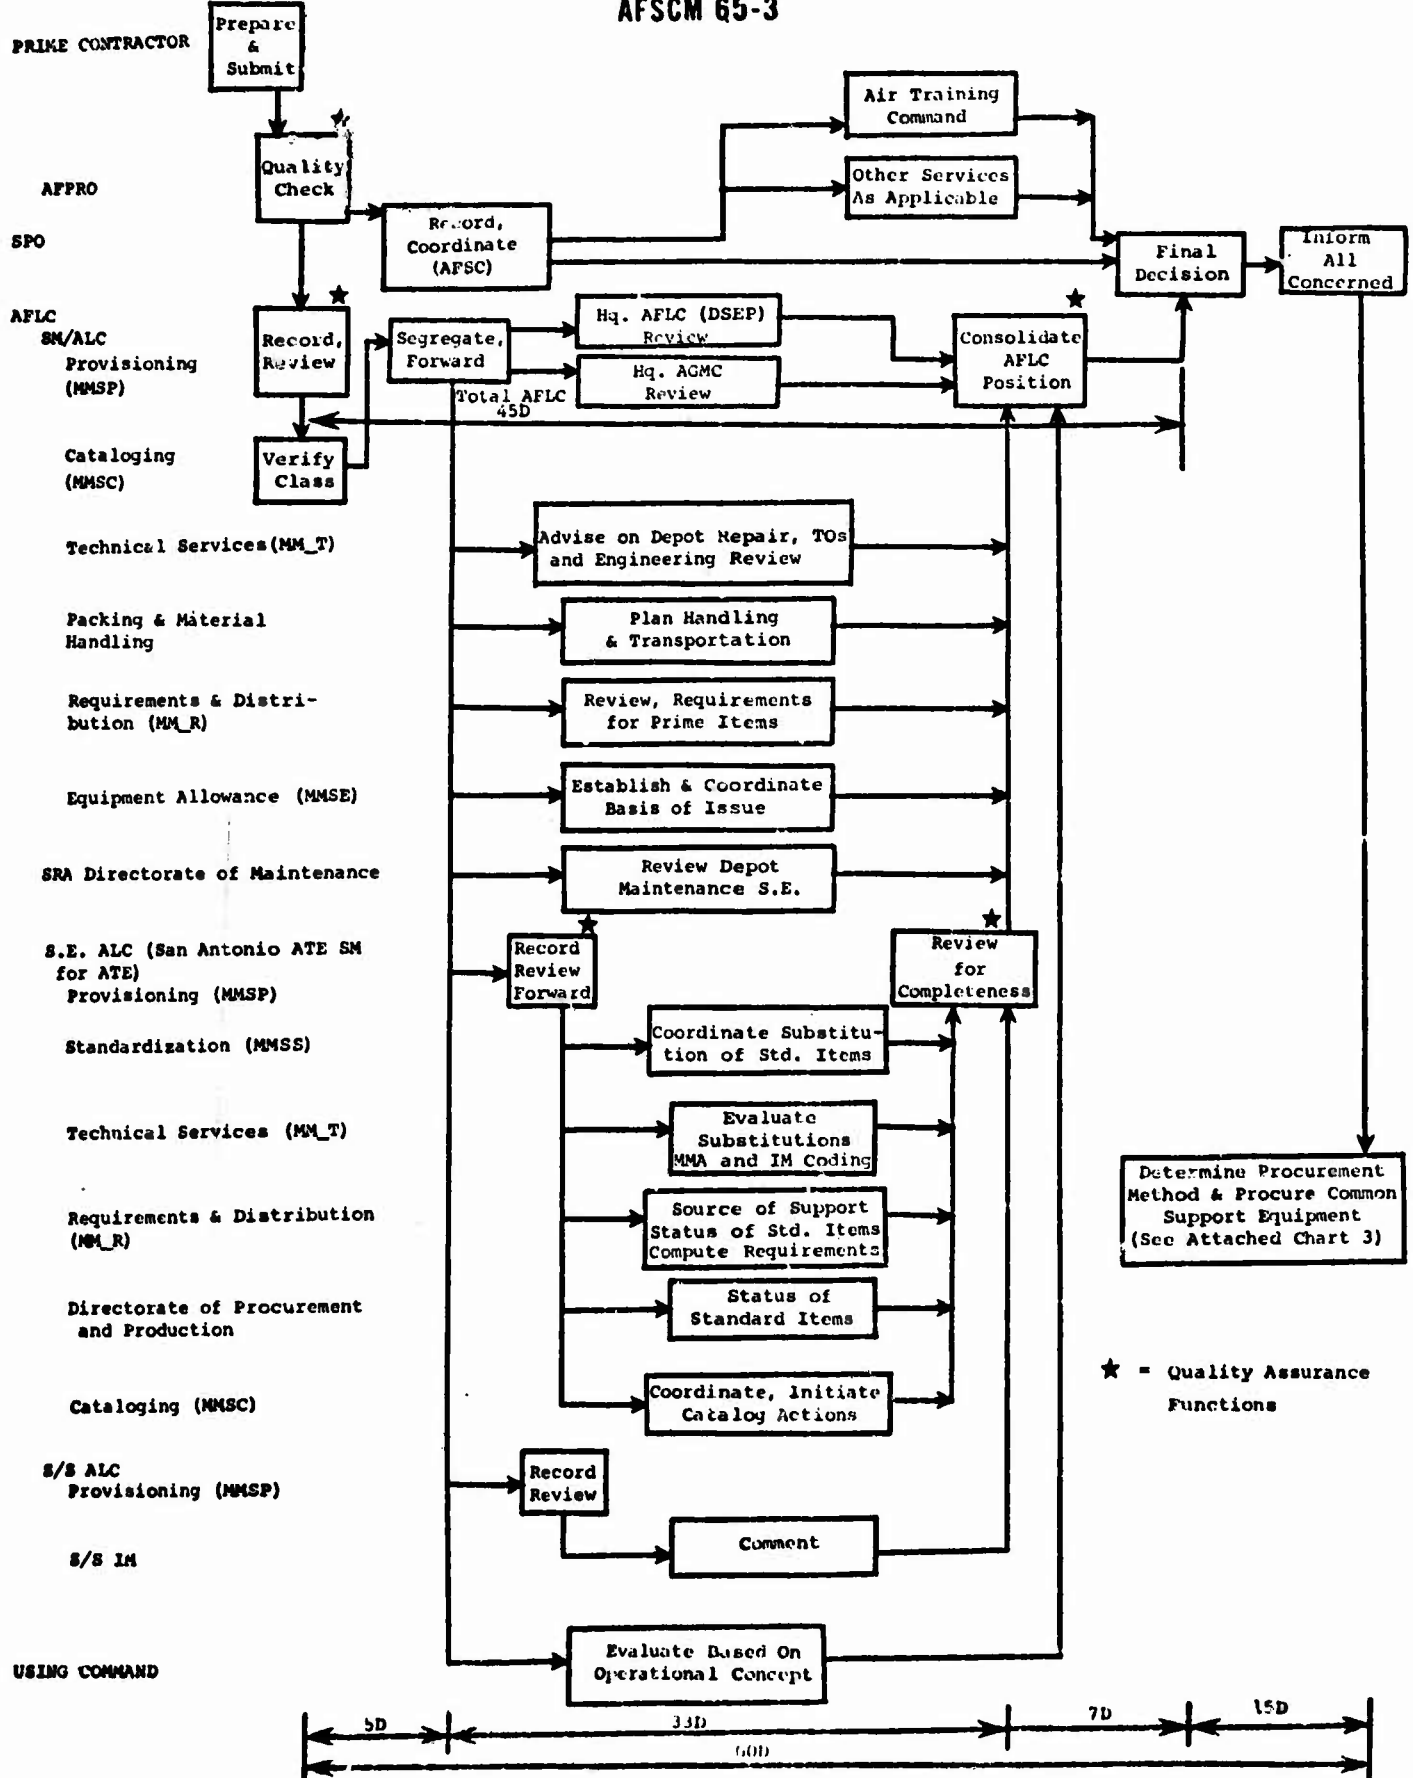 AFSCM 65-3
PRIME CONTRACTOR
Prepare
&
Submit
Air Training
Command
Quality
Check
AFPRO
Other Services
As Applicable
SPO
Record,
Coordinate
(AFSC)
Final
Decision
Inform
All
Concerned
AFLC
SM/ALC
Provisioning
(MMSP)
Record,
Review
Segregate,
Forward
Hq. AFLC (DSEP)
Review
Hq. AGMC
Review
Consolidate
AFLC
Position
Total AFLC
45D
Cataloging
(MMSC)
Verify
Class
Technical Services(MM_T)
Advise on Depot Repair, TOs
and Engineering Review
Packing & Material
Handling
Plan Handling
& Transportation
Requirements & Distri-
bution (MM_R)
Review, Requirements
for Prime Items
Equipment Allowance (MMSE)
Establish & Coordinate
Basis of Issue
SRA Directorate of Maintenance
Review Depot
Maintenance S.E.
S.E. ALC (San Antonio ATE SM
for ATE)
Provisioning (MMSP)
Record
Review
Forward
Review
for
Completeness
Standardization (MMSS)
Coordinate Substitu-
tion of Std. Items
Technical Services (MM_T)
Evaluate
Substitutions
MMA and IM Coding
Requirements & Distribution
(MM_R)
Source of Support
Status of Std. Items
Compute Requirements
Determine Procurement
Method & Procure Common
Support Equipment
(See Attached Chart 3)
Directorate of Procurement
and Production
Status of
Standard Items
★ = Quality Assurance
Functions
Cataloging (MMSC)
Coordinate, Initiate
Catalog Actions
S/S ALC
Provisioning (MMSP)
Record
Review
S/S IM
Comment
USING COMMAND
Evaluate Based On
Operational Concept
5D
33D
7D
15D
60D